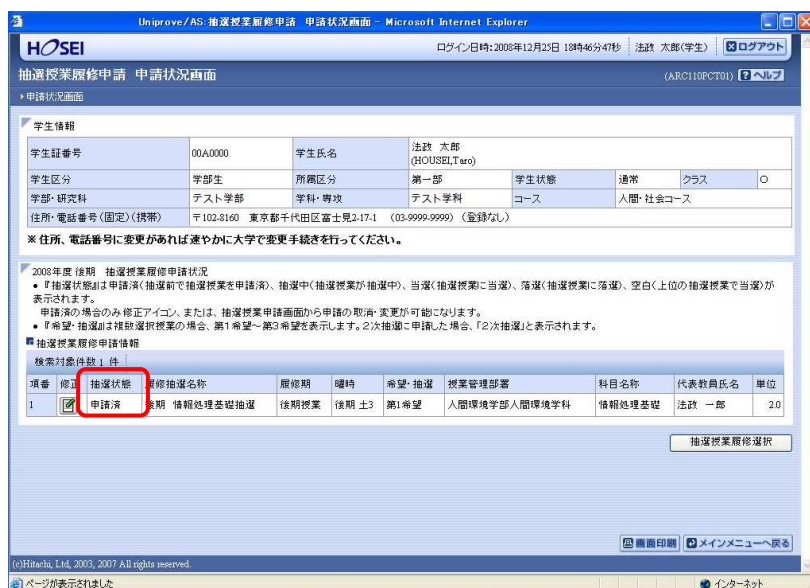 Uniprove/AS:抽選授業履修申請 申請状況画面 - Microsoft Internet Explorer
HOSEI
ログイン日時:2008年12月25日 18時46分47秒 法政 太郎(学生) ログアウト
抽選授業履修申請 申請状況画面 (ARC110PCT01) ヘルプ
申請状況画面
学生情報
学生証番号 00A0000 学生氏名 法政 太郎
(HOUSEI,Taro)
学生区分 学部生 所属区分 第一部 学生状態 通常 クラス ○
学部・研究科 テスト学部 学科・専攻 テスト学科 コース 人間・社会コース
住所・電話番号(固定)(携帯) 〒102-8160 東京都千代田区富士見2-17-1 (03-9999-9999) (登録なし)
※住所、電話番号に変更があれば速やかに大学で変更手続きを行ってください。
2008年度 後期 抽選授業履修申請状況
●『抽選状態』は申請済(抽選前で抽選授業を申請済)、抽選中(抽選授業が抽選中)、当選(抽選授業に当選)、落選(抽選授業に落選)、空白(上位の抽選授業で当選)が
表示されます。
申請済の場合のみ修正アイコン、または、抽選授業申請画面から申請の取消・変更が可能になります。
●『希望・抽選』は複数選択授業の場合、第1希望～第3希望を表示します。2次抽選に申請した場合、「2次抽選」と表示されます。
抽選授業履修申請情報
検索対象件数 1 件
項番 修正 抽選状態 履修抽選名称 履修期 曜時 希望・抽選 授業管理部署 科目名称 代表教員氏名 単位
1 申請済 後期 情報処理基礎抽選 後期授業 後期 土3 第1希望 人間環境学部人間環境学科 情報処理基礎 法政 一郎 2.0
抽選授業履修選択
画面印刷 メインメニューへ戻る
(c)Hitachi, Ltd, 2003, 2007 All rights reserved.
ページが表示されました インターネット